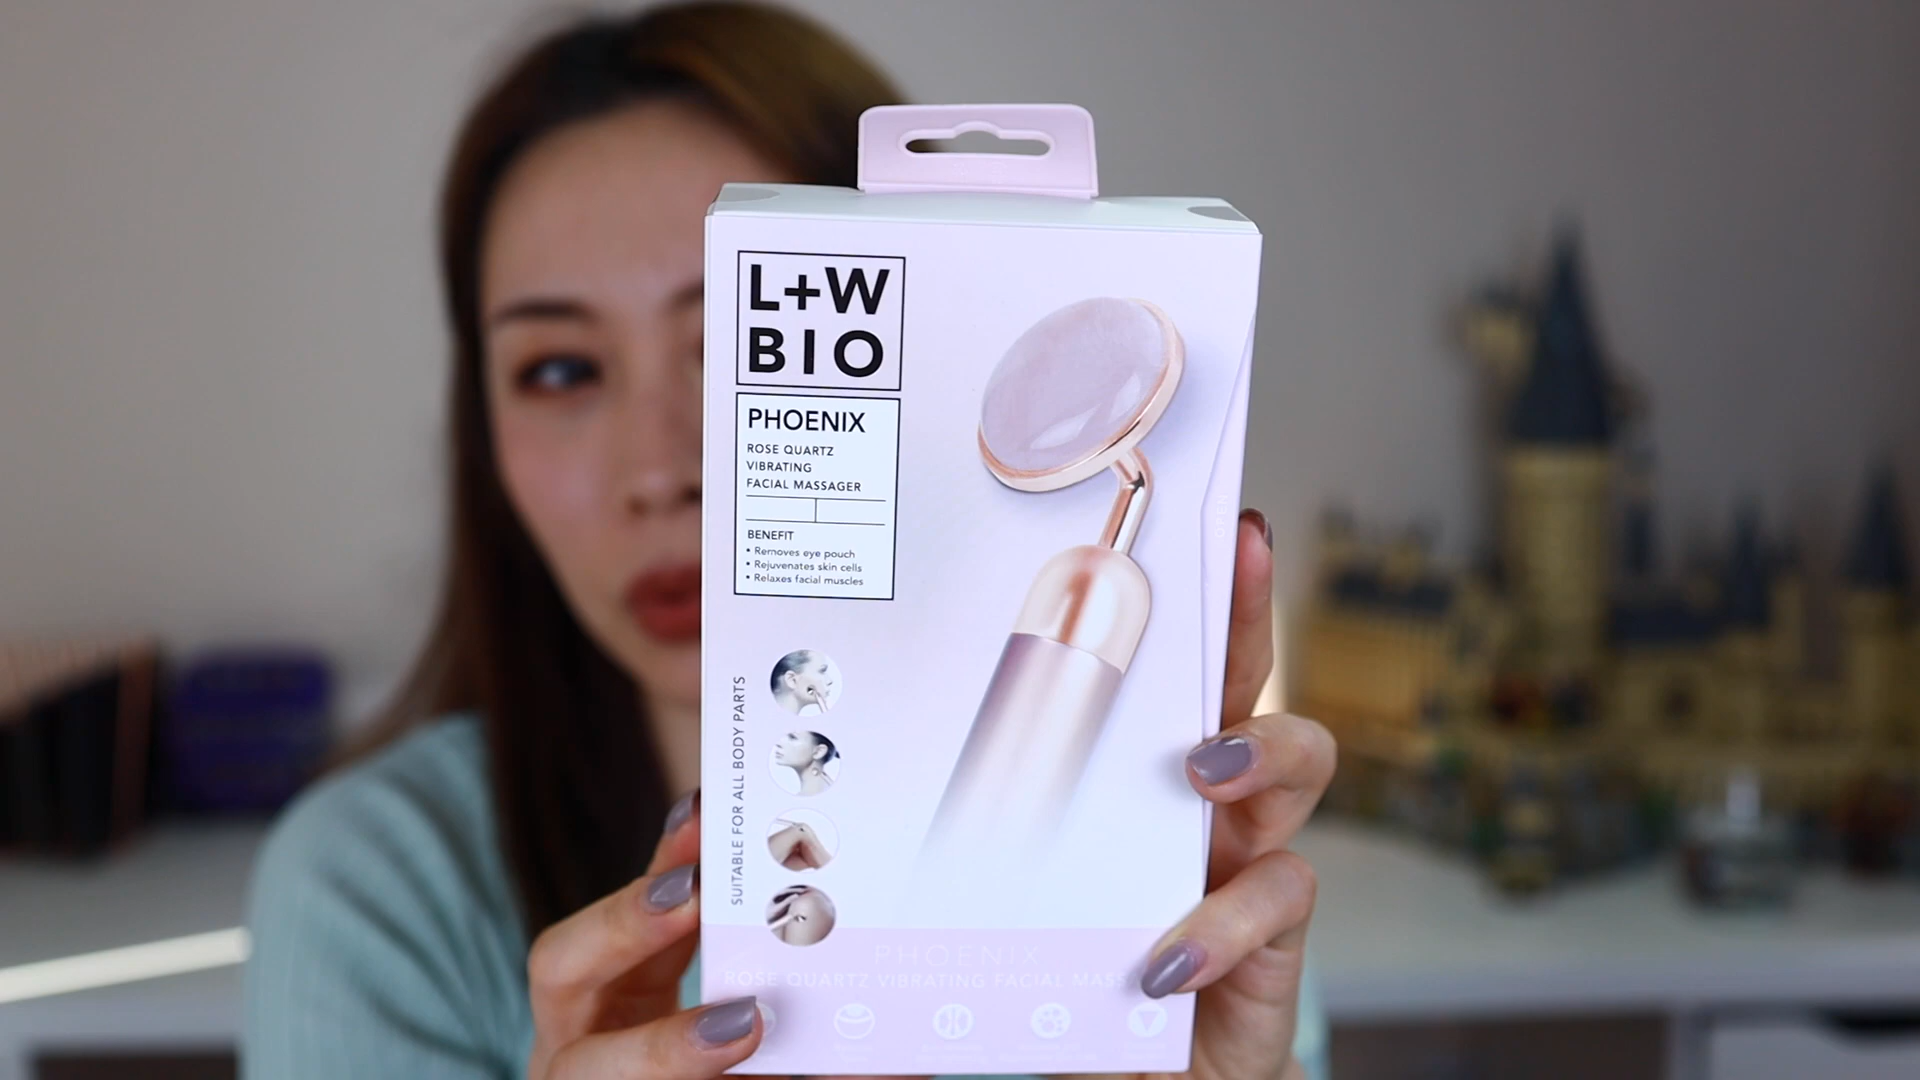 L+W
BIO
PHOENIX
ROSE QUARTZ
VIBRATING
FACIAL MASSAGER
BENEFIT
• Removes eye pouch
• Rejuvenates skin cells
• Relaxes facial muscles
SUITABLE FOR ALL BODY PARTS
OPEN
PHOENIX
ROSE QUARTZ VIBRATING FACIAL